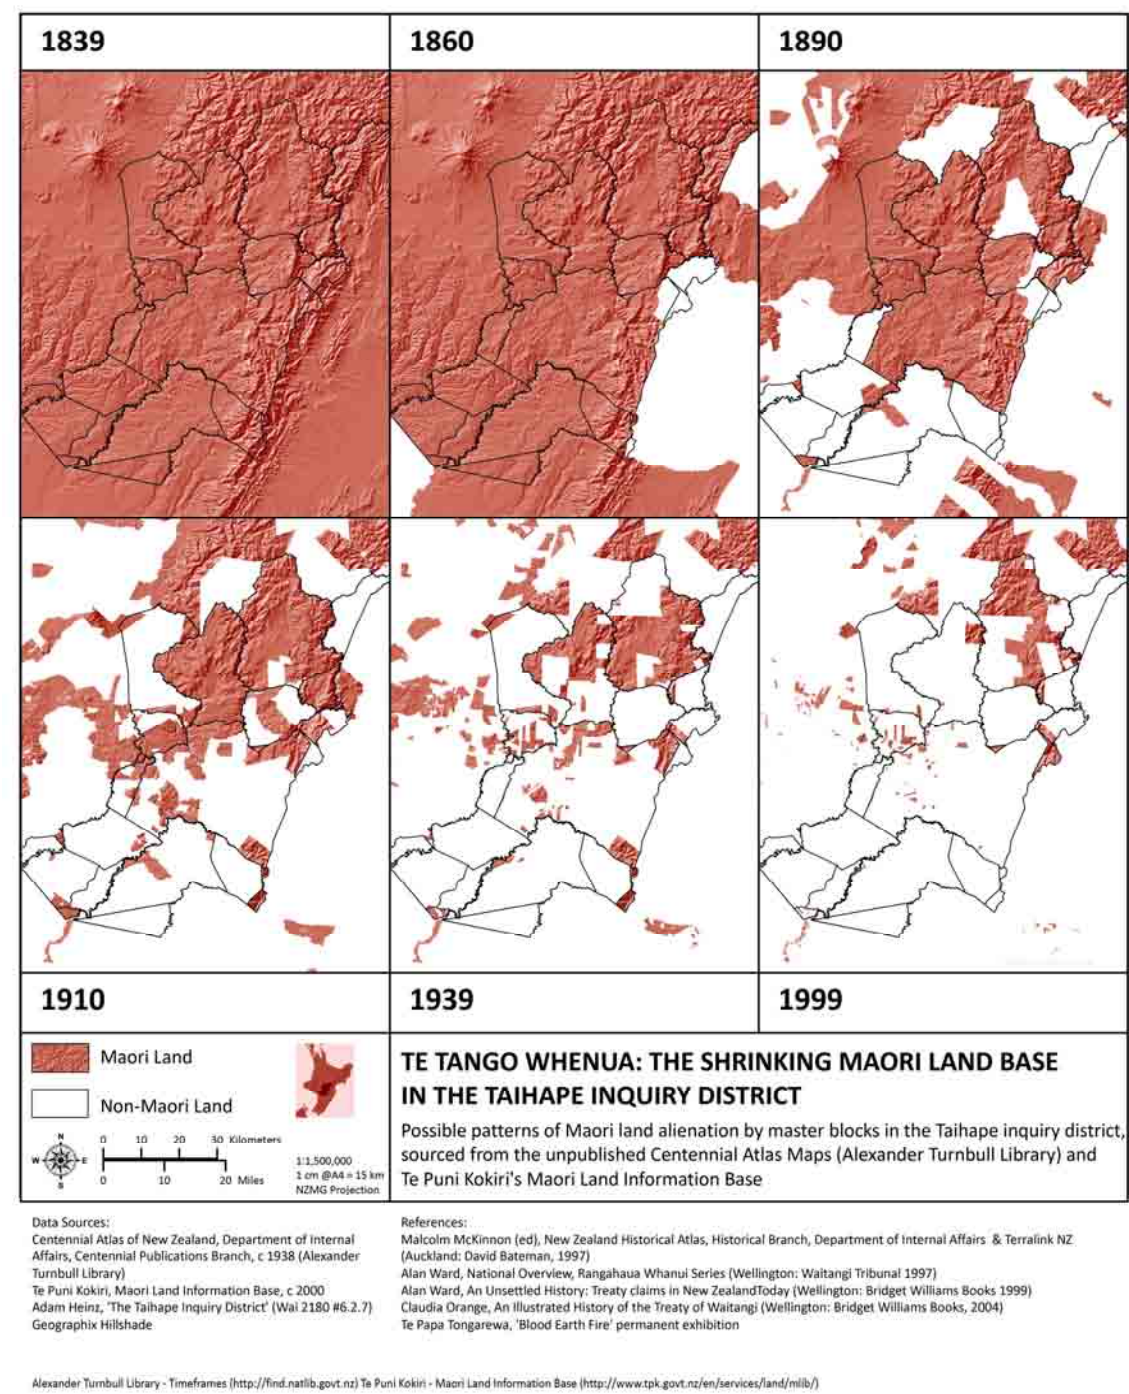 1839
1860
1890
1910
1939
1999
Maori Land
Non-Maori Land
N
W
E
S
0 10 20 30 Kilometers
0 10 20 Miles
1:1,500,000
1 cm @A4 = 15 km
NZMG Projection
TE TANGO WHENUA: THE SHRINKING MAORI LAND BASE
IN THE TAIHAPE INQUIRY DISTRICT
Possible patterns of Maori land alienation by master blocks in the Taihape inquiry district,
sourced from the unpublished Centennial Atlas Maps (Alexander Turnbull Library) and
Te Puni Kokiri's Maori Land Information Base
Data Sources:
Centennial Atlas of New Zealand, Department of Internal
Affairs, Centennial Publications Branch, c 1938 (Alexander
Turnbull Library)
Te Puni Kokiri, Maori Land Information Base, c 2000
Adam Heinz, 'The Taihape Inquiry District' (Wai 2180 #6.2.7)
Geographix Hillshade
References:
Malcolm McKinnon (ed), New Zealand Historical Atlas, Historical Branch, Department of Internal Affairs & Terralink NZ
(Auckland: David Bateman, 1997)
Alan Ward, National Overview, Rangahaua Whanui Series (Wellington: Waitangi Tribunal 1997)
Alan Ward, An Unsettled History: Treaty claims in New ZealandToday (Wellington: Bridget Williams Books 1999)
Claudia Orange, An Illustrated History of the Treaty of Waitangi (Wellington: Bridget Williams Books, 2004)
Te Papa Tongarewa, 'Blood Earth Fire' permanent exhibition
Alexander Turnbull Library - Timeframes (http://find.natlib.govt.nz) Te Puni Kokiri - Maori Land Information Base (http://www.tpk.govt.nz/en/services/land/mlib/)